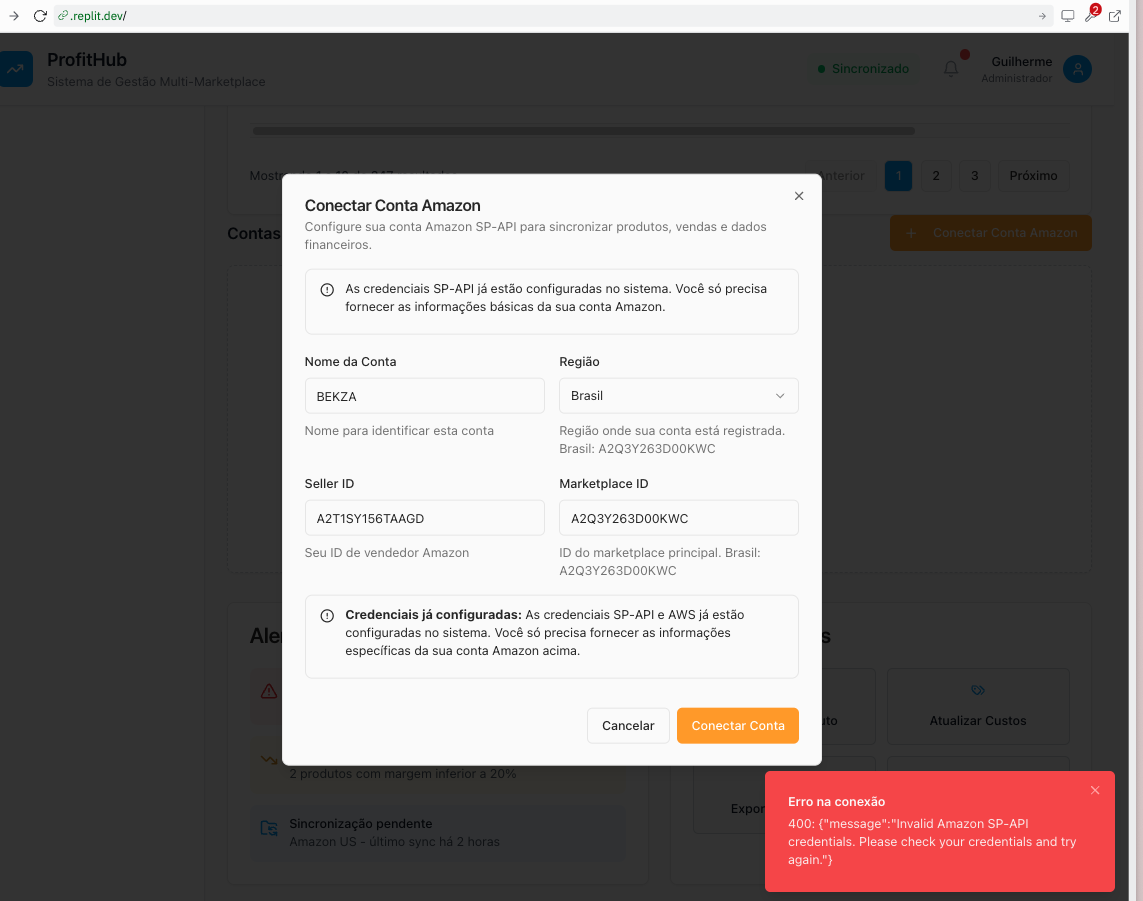 .replit.dev/
2
ProfitHub
Sistema de Gestão Multi-Marketplace
Sincronizado
Guilherme
Administrador
Anterior
1
2
3
Próximo
Contas
+ Conectar Conta Amazon
Conectar Conta Amazon
Configure sua conta Amazon SP-API para sincronizar produtos, vendas e dados
financeiros.
As credenciais SP-API já estão configuradas no sistema. Você só precisa
fornecer as informações básicas da sua conta Amazon.
Nome da Conta
Região
BEKZA
Brasil
Nome para identificar esta conta
Região onde sua conta está registrada.
Brasil: A2Q3Y263D00KWC
Seller ID
Marketplace ID
A2T1SY156TAAGD
A2Q3Y263D00KWC
Seu ID de vendedor Amazon
ID do marketplace principal. Brasil:
A2Q3Y263D00KWC
Credenciais já configuradas: As credenciais SP-API e AWS já estão
configuradas no sistema. Você só precisa fornecer as informações
específicas da sua conta Amazon acima.
Cancelar
Conectar Conta
Atualizar Custos
2 produtos com margem inferior a 20%
Sincronização pendente
Amazon US - último sync há 2 horas
Erro na conexão
400: {"message":"Invalid Amazon SP-API
credentials. Please check your credentials and try
again."}